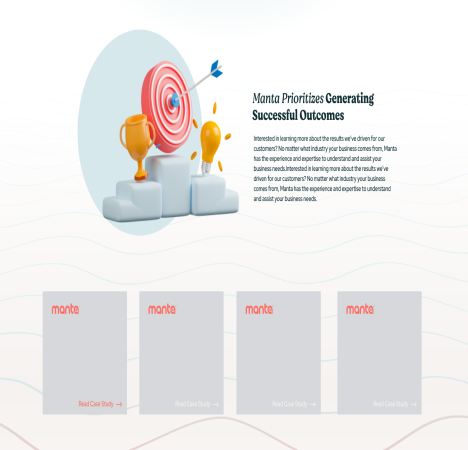 Manta Prioritizes Generating
Successful Outcomes
Interested in learning more about the results we've driven for our
customers? No matter what industry your business comes from, Manta
has the experience and expertise to understand and assist your
business needs.Interested in learning more about the results we've
driven for our customers? No matter what industry your business
comes from, Manta has the experience and expertise to understand
and assist your business needs.
manta manta manta manta
Read Case Study → Read Case Study → Read Case Study → Read Case Study →